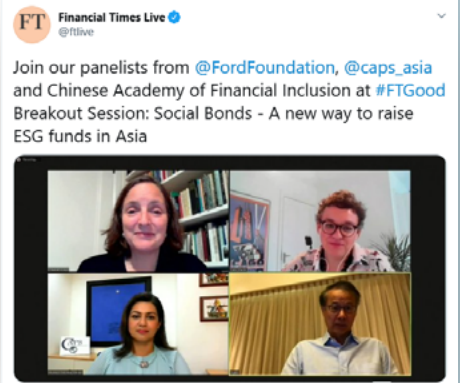 FT
Financial Times Live
@ftlive
Join our panelists from @FordFoundation, @caps_asia
and Chinese Academy of Financial Inclusion at #FTGood
Breakout Session: Social Bonds - A new way to raise
ESG funds in Asia